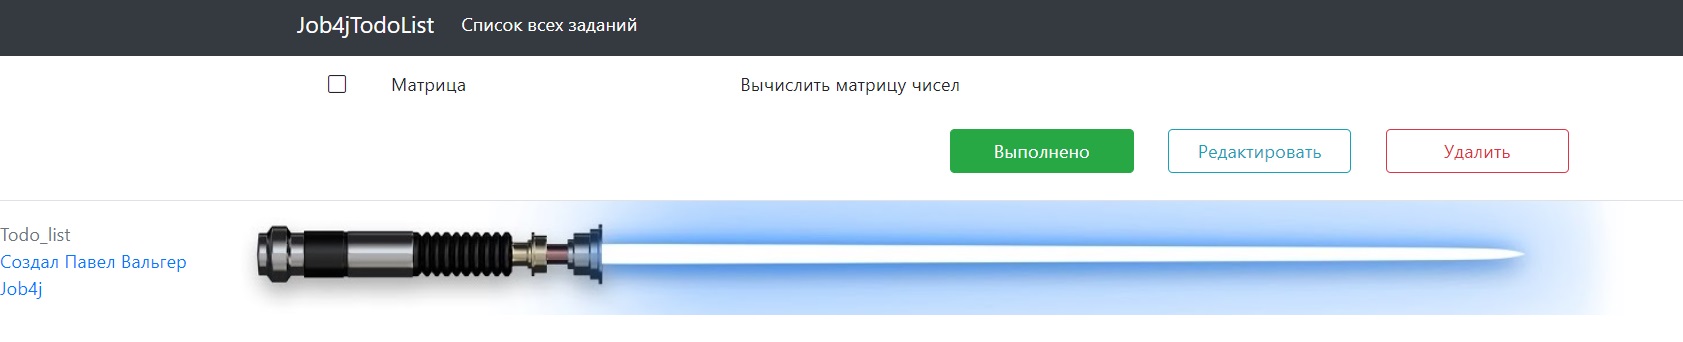 Job4jTodoList Список всех заданий
Матрица Вычислить матрицу чисел
Выполнено Редактировать Удалить
Todo_list
Создал Павел Вальгер
Job4j